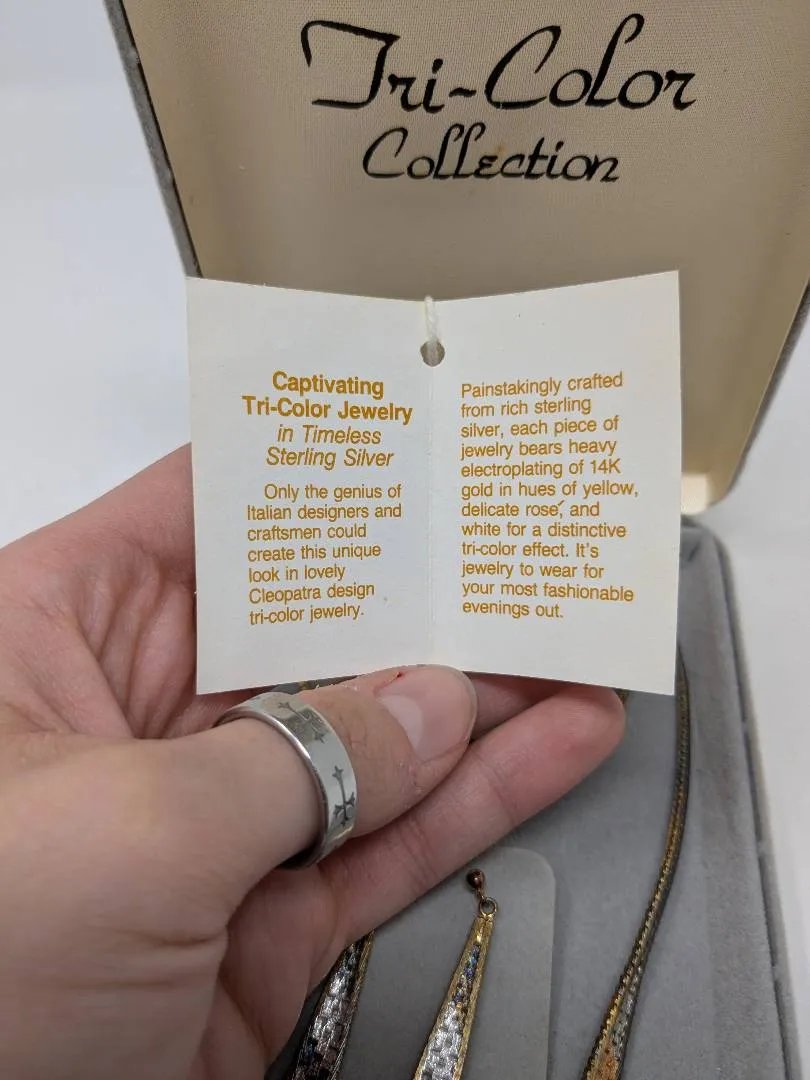 Tri-Color
Collection
Captivating
Tri-Color Jewelry
in Timeless
Sterling Silver
Only the genius of
Italian designers and
craftsmen could
create this unique
look in lovely
Cleopatra design
tri-color jewelry.
Painstakingly crafted
from rich sterling
silver, each piece of
jewelry bears heavy
electroplating of 14K
gold in hues of yellow,
delicate rose, and
white for a distinctive
tri-color effect. It's
jewelry to wear for
your most fashionable
evenings out.